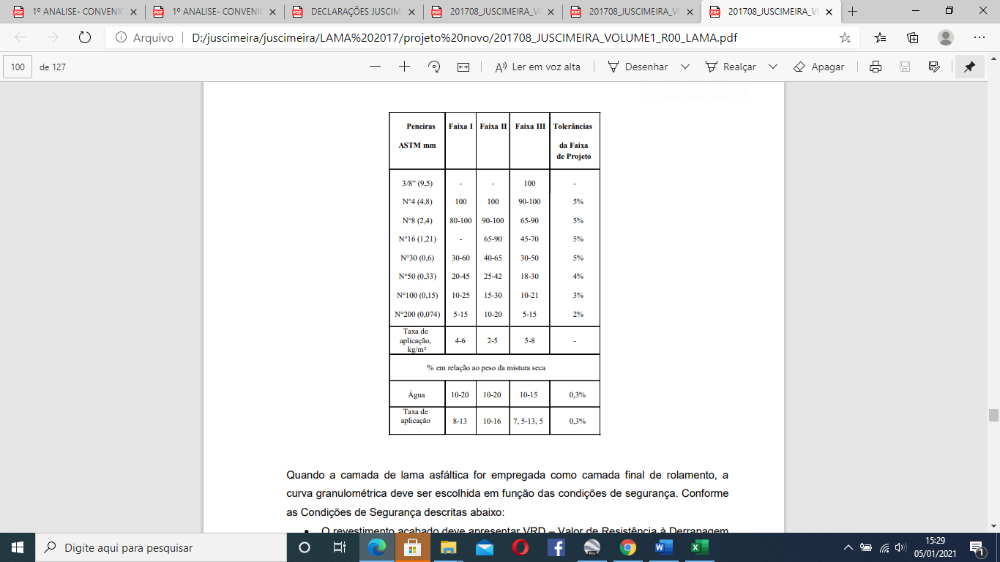 1º ANALISE- CONVENIO
1º ANALISE- CONVENIO
DECLARAÇÕES JUSCIM
201708_JUSCIMEIRA_VO
201708_JUSCIMEIRA_VO
201708_JUSCIMEIRA_VO
Arquivo D:/juscimeira/juscimeira/LAMA%202017/projeto%20novo/201708_JUSCIMEIRA_VOLUME1_R00_LAMA.pdf
100 de 127 Ler em voz alta Desenhar Realçar Apagar
Peneiras Faixa I Faixa II Faixa III Tolerâncias
ASTM mm da Faixa
de Projeto
3/8” (9,5) - - 100 -
N°4 (4,8) 100 100 90-100 5%
N°8 (2,4) 80-100 90-100 65-90 5%
N°16 (1,21) - 65-90 45-70 5%
N°30 (0,6) 30-60 40-65 30-50 5%
N°50 (0,33) 20-45 25-42 18-30 4%
N°100 (0,15) 10-25 15-30 10-21 3%
N°200 (0,074) 5-15 10-20 5-15 2%
Taxa de
aplicação, 4-6 2-5 5-8 -
kg/m²
% em relação ao peso da mistura seca
Água 10-20 10-20 10-15 0,3%
Taxa de
aplicação 8-13 10-16 7, 5-13, 5 0,3%
Quando a camada de lama asfáltica for empregada como camada final de rolamento, a
curva granulométrica deve ser escolhida em função das condições de segurança. Conforme
as Condições de Segurança descritas abaixo:
• O revestimento acabado deve apresentar VRD – Valor de Resistência à Derrapagem
Digite aqui para pesquisar
15:29
05/01/2021
1